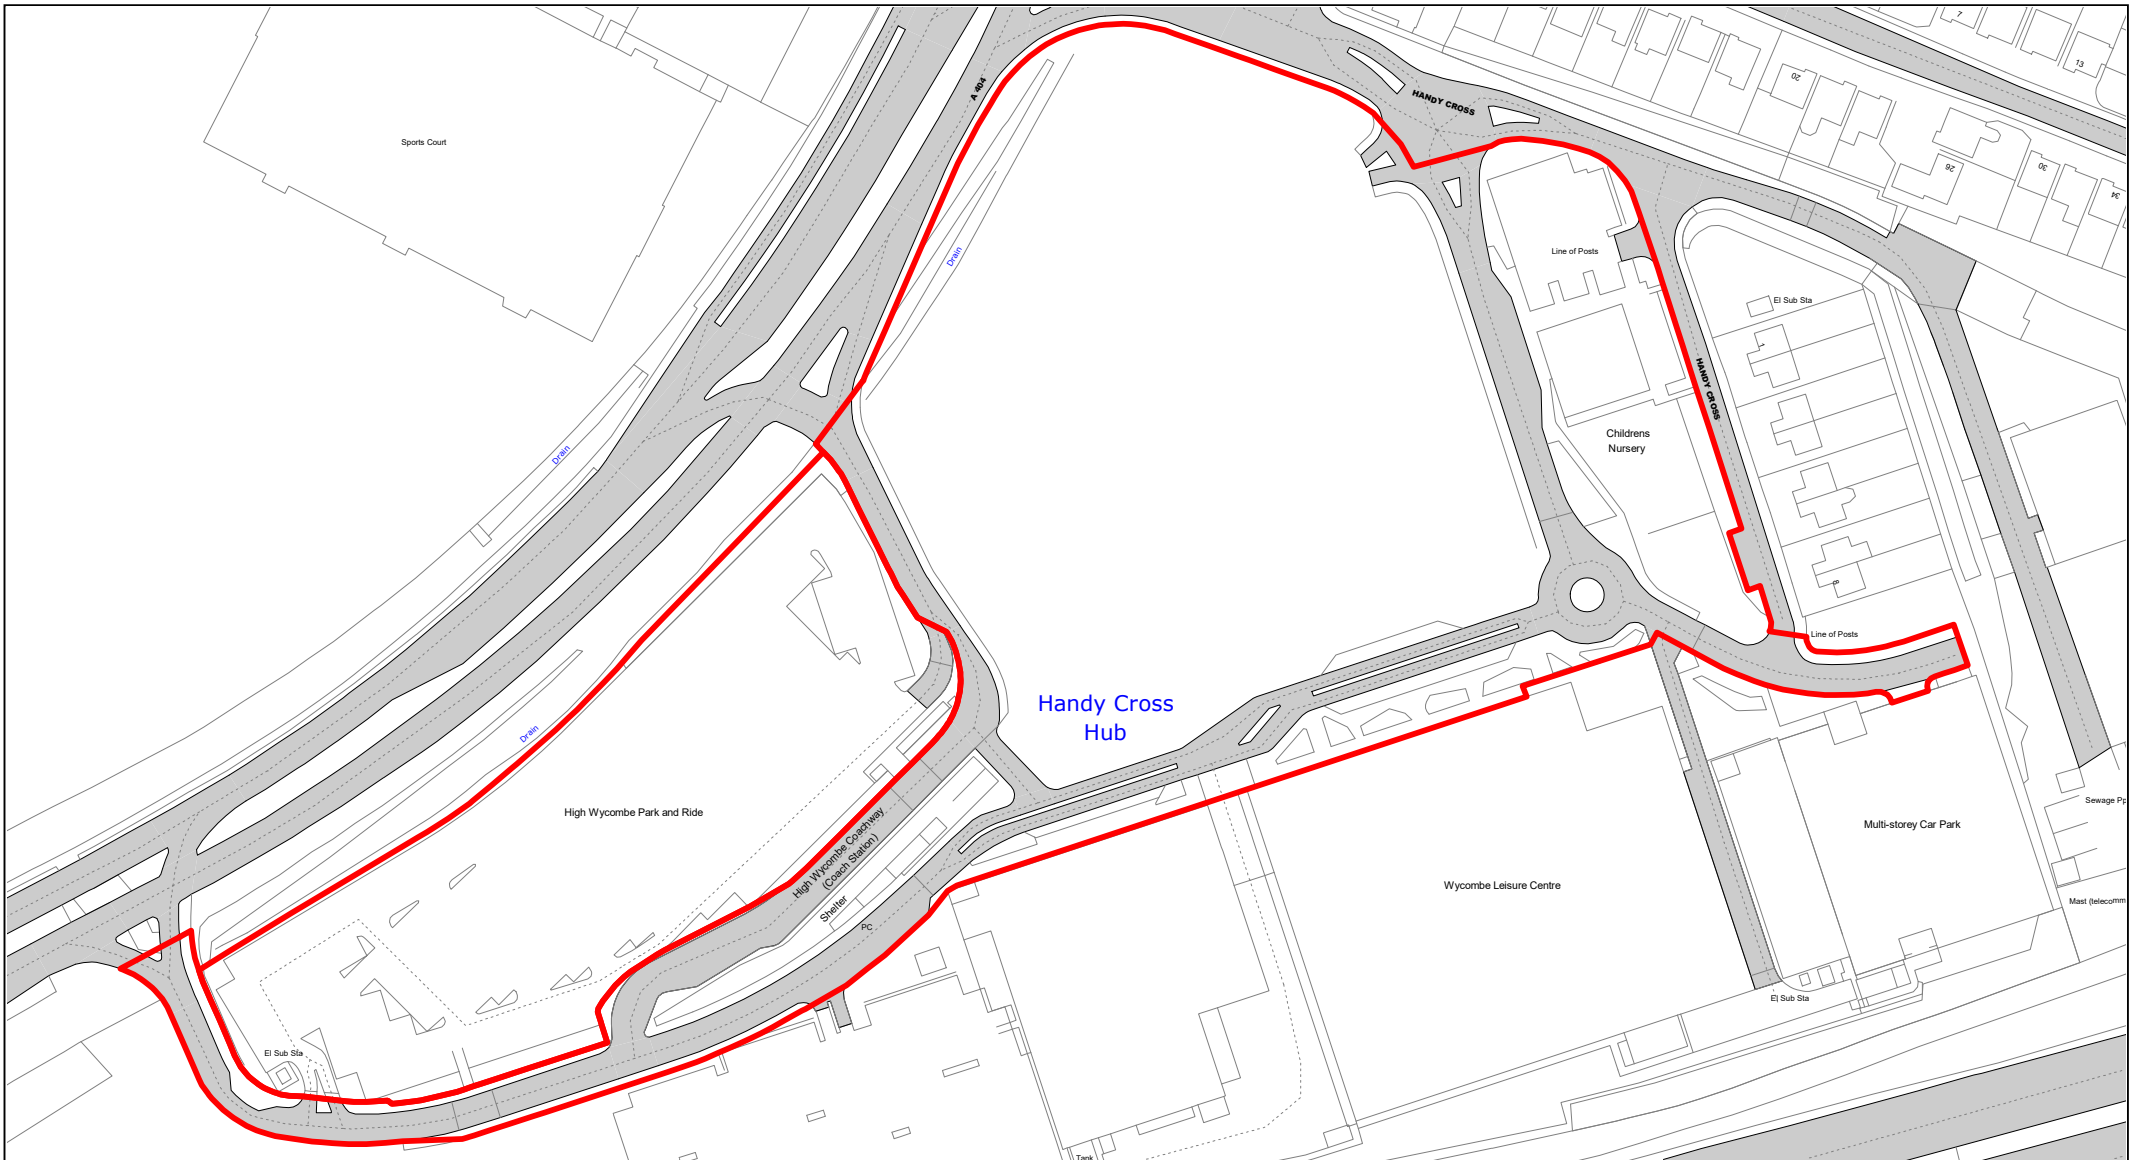 7
13
A 404
HANDY CROSS
20
Sports Court
26
30
34
Line of Posts
Drain
El Sub Sta
1
HANDY CROSS
Childrens
Nursery
Drain
8
Line of Posts
Handy Cross
Hub
Drain
High Wycombe Park and Ride
Sewage Pp
Multi-storey Car Park
High Wycombe Coachway
(Coach Station)
Wycombe Leisure Centre
Shelter
Mast (telecomm
PC
El Sub Sta
El Sub Sta
Tank